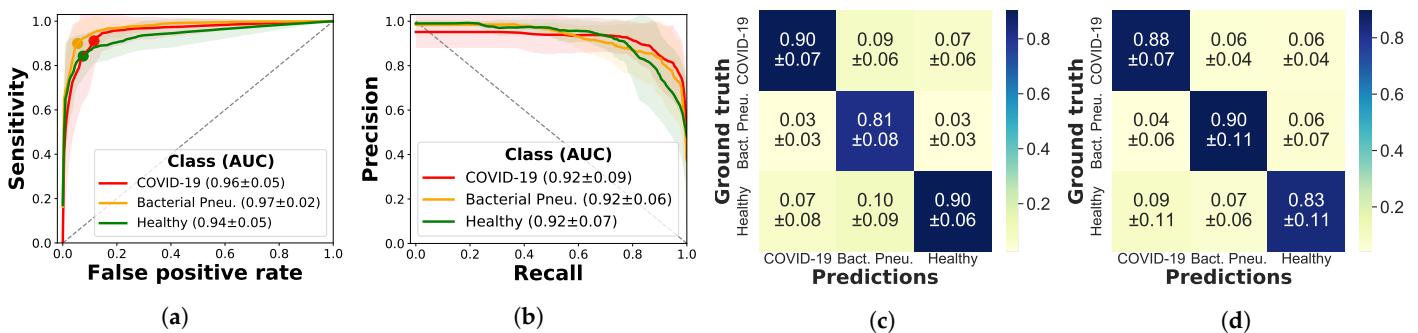 Sensitivity
1.0
0.8
0.6
0.4
0.2
0.0
Class (AUC)
COVID-19 (0.96±0.05)
Bacterial Pneu. (0.97±0.02)
Healthy (0.94±0.05)
0.0 0.2 0.4 0.6 0.8 1.0
False positive rate
(a)
Precision
1.0
0.8
0.6
0.4
0.2
0.0
Class (AUC)
COVID-19 (0.92±0.09)
Bacterial Pneu. (0.92±0.06)
Healthy (0.92±0.07)
0.0 0.2 0.4 0.6 0.8 1.0
Recall
(b)
Ground truth
COVID-19
Bact. Pneu.
Healthy
0.90 0.09 0.07
±0.07 ±0.06 ±0.06
0.03 0.81 0.03
±0.03 ±0.08 ±0.03
0.07 0.10 0.90
±0.08 ±0.09 ±0.06
COVID-19 Bact. Pneu. Healthy
Predictions
0.8
0.6
0.4
0.2
(c)
Ground truth
COVID-19
Bact. Pneu.
Healthy
0.88 0.06 0.06
±0.07 ±0.04 ±0.04
0.04 0.90 0.06
±0.06 ±0.11 ±0.07
0.09 0.07 0.83
±0.11 ±0.06 ±0.11
COVID-19 Bact. Pneu. Healthy
Predictions
0.8
0.6
0.4
0.2
(d)